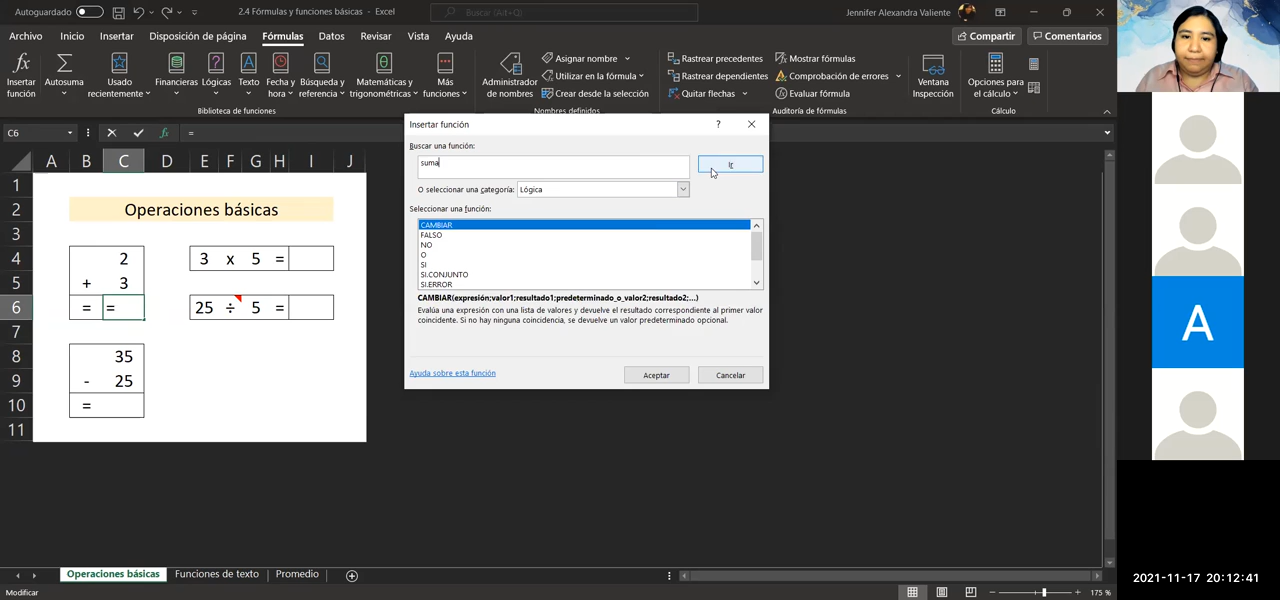 Autoguardado
2.4 Fórmulas y funciones básicas - Excel
Buscar (Alt+Q)
Jennifer Alexandra Valiente
Archivo Inicio Insertar Disposición de página Fórmulas Datos Revisar Vista Ayuda
Compartir
Comentarios
Insertar función
Autosuma
Usado recientemente
Financieras
Lógicas
Texto
Fecha y hora
Búsqueda y referencia
Matemáticas y trigonométricas
Más funciones
Administrador de nombres
Asignar nombre
Utilizar en la fórmula
Crear desde la selección
Rastrear precedentes
Rastrear dependientes
Quitar flechas
Mostrar fórmulas
Comprobación de errores
Evaluar fórmula
Ventana Inspección
Opciones para el cálculo
Biblioteca de funciones
Nombres definidos
Auditoría de fórmulas
Cálculo
C6
fx
=
A B C D E F G H I J
1
2
3
4
5
6
7
8
9
10
11
Operaciones básicas
2
+ 3
= =
3 x 5 =
25 ÷ 5 =
35
- 25
=
Insertar función
?
Buscar una función:
suma
Ir
O seleccionar una categoría: Lógica
Seleccionar una función:
CAMBIAR
FALSO
NO
O
SI
SI.CONJUNTO
SI.ERROR
CAMBIAR(expresión;valor1;resultado1;predeterminado_o_valor2;resultado2;...)
Evalúa una expresión con una lista de valores y devuelve el resultado correspondiente al primer valor
coincidente. Si no hay ninguna coincidencia, se devuelve un valor predeterminado opcional.
Ayuda sobre esta función
Aceptar
Cancelar
A
Operaciones básicas Funciones de texto Promedio
Modificar
175 %
2021-11-17 20:12:41